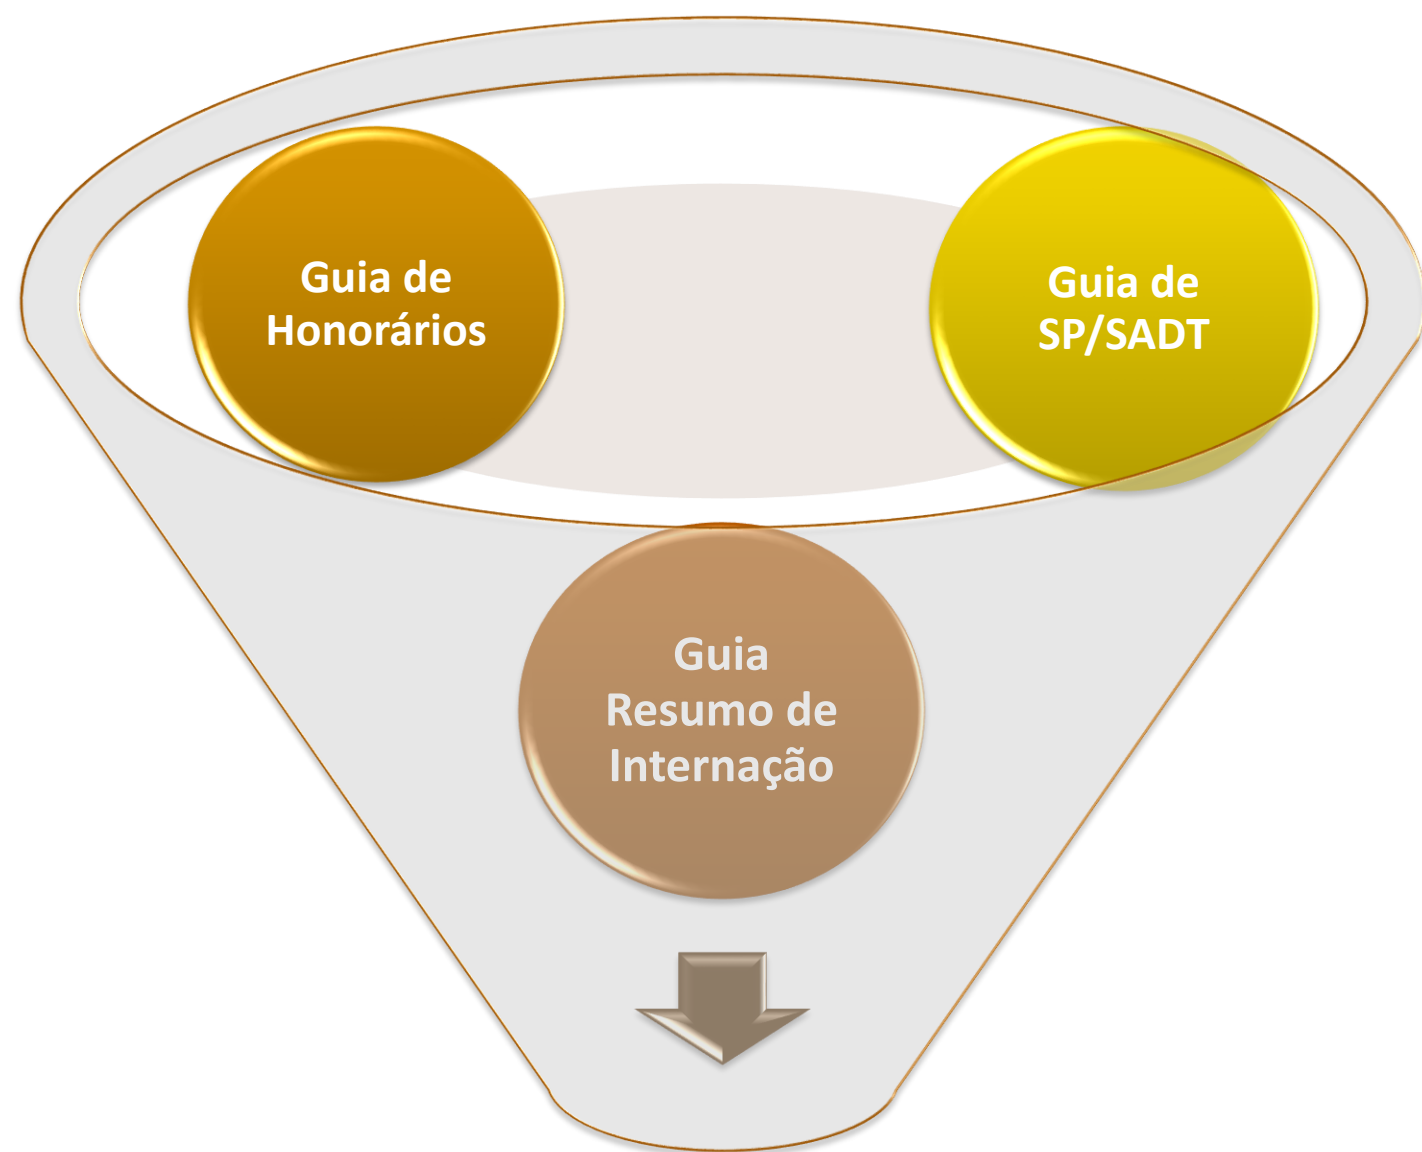 Guia de
Honorários
Guia de
SP/SADT
Guia
Resumo de
Internação